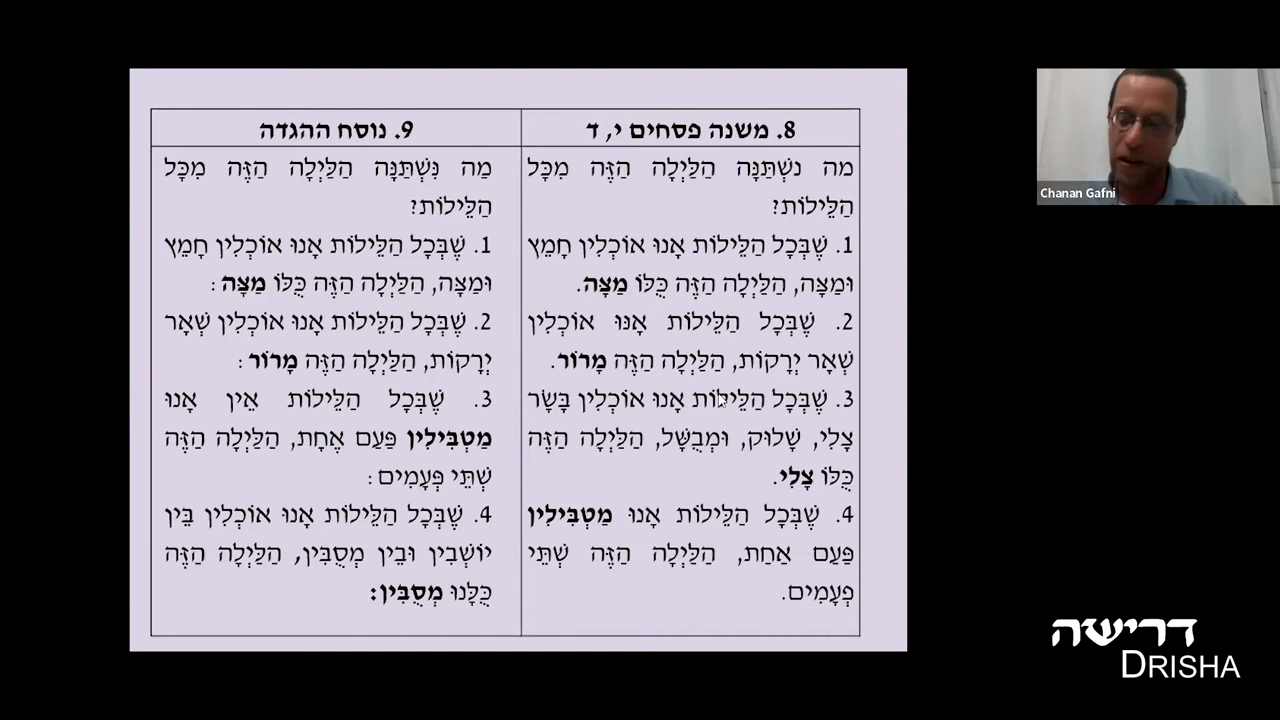 8. משנה פסחים י, ד
מה נִשְׁתַּנָּה הַלַּיְלָה הַזֶּה מִכָּל
הַלֵּילוֹת?
1. שֶׁבְּכָל הַלֵּילוֹת אָנוּ אוֹכְלִין חָמֵץ
וּמַצָּה, הַלַּיְלָה הַזֶּה כֻּלּוֹ מַצָּה.
2. שֶׁבְּכָל הַלֵּילוֹת אָנוּ אוֹכְלִין
שְׁאָר יְרָקוֹת, הַלַּיְלָה הַזֶּה מָרוֹר.
3. שֶׁבְּכָל הַלֵּילוֹת אָנוּ אוֹכְלִין בָּשָׂר
צָלִי, שָׁלוּק, וּמְבֻשָּׁל, הַלַּיְלָה הַזֶּה
כֻּלּוֹ צָלִי.
4. שֶׁבְּכָל הַלֵּילוֹת אָנוּ מַטְבִּילִין
פַּעַם אַחַת, הַלַּיְלָה הַזֶּה שְׁתֵּי
פְעָמִים.
9. נוסח ההגדה
מַה נִּשְׁתַּנָּה הַלַּיְלָה הַזֶּה מִכָּל
הַלֵּילוֹת?
1. שֶׁבְּכָל הַלֵּילוֹת אָנוּ אוֹכְלִין חָמֵץ
וּמַצָּה, הַלַּיְלָה הַזֶּה כֻּלּוֹ מַצָּה:
2. שֶׁבְּכָל הַלֵּילוֹת אָנוּ אוֹכְלִין שְׁאָר
יְרָקוֹת, הַלַּיְלָה הַזֶּה מָרוֹר:
3. שֶׁבְּכָל הַלֵּילוֹת אֵין אָנוּ
מַטְבִּילִין פַּעַם אֶחָת, הַלַּיְלָה הַזֶּה
שְׁתֵּי פְּעָמִים:
4. שֶׁבְּכָל הַלֵּילוֹת אָנוּ אוֹכְלִין בֵּין
יוֹשְׁבִין וּבֵין מְסֻבִּין, הַלַּיְלָה הַזֶּה
כֻּלָּנוּ מְסֻבִּין:
Chanan Gafni
דרישה
DRISHA